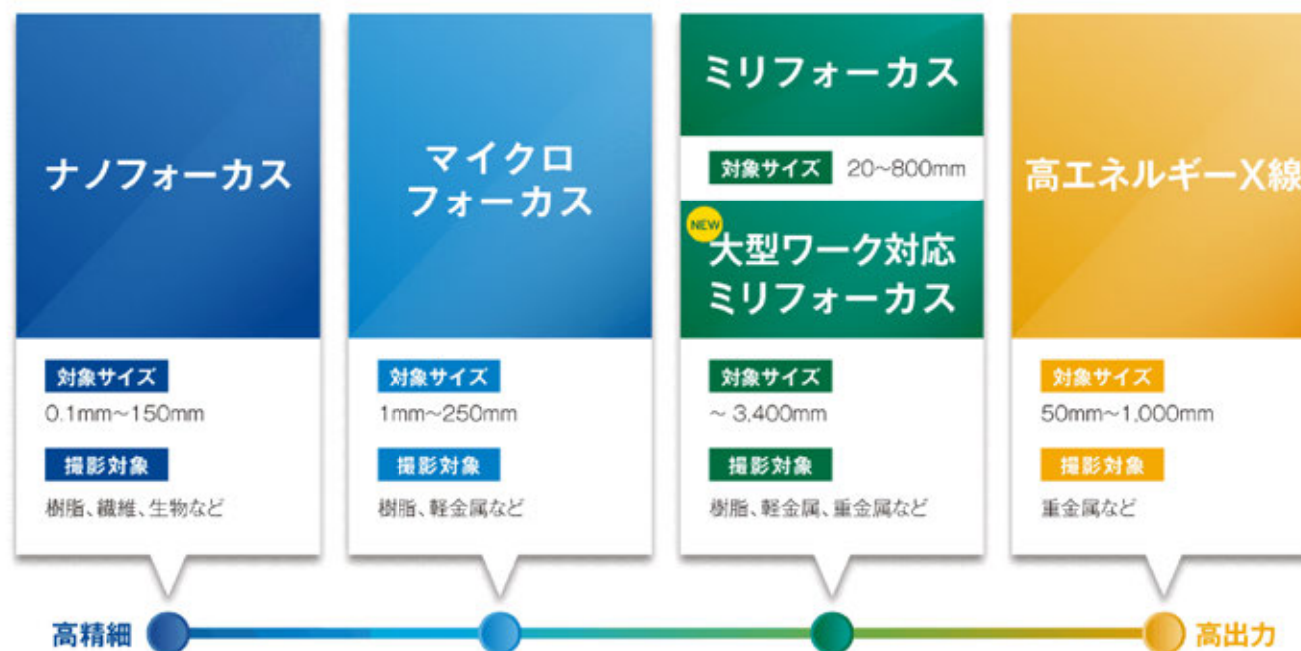 ナノフォーカス
対象サイズ
0.1mm～150mm
撮影対象
樹脂、繊維、生物など
マイクロ
フォーカス
対象サイズ
1mm～250mm
撮影対象
樹脂、軽金属など
ミリフォーカス
対象サイズ 20～800mm
NEW
大型ワーク対応
ミリフォーカス
対象サイズ
～ 3,400mm
撮影対象
樹脂、軽金属、重金属など
高エネルギーX線
対象サイズ
50mm～1,000mm
撮影対象
重金属など
高精細
高出力